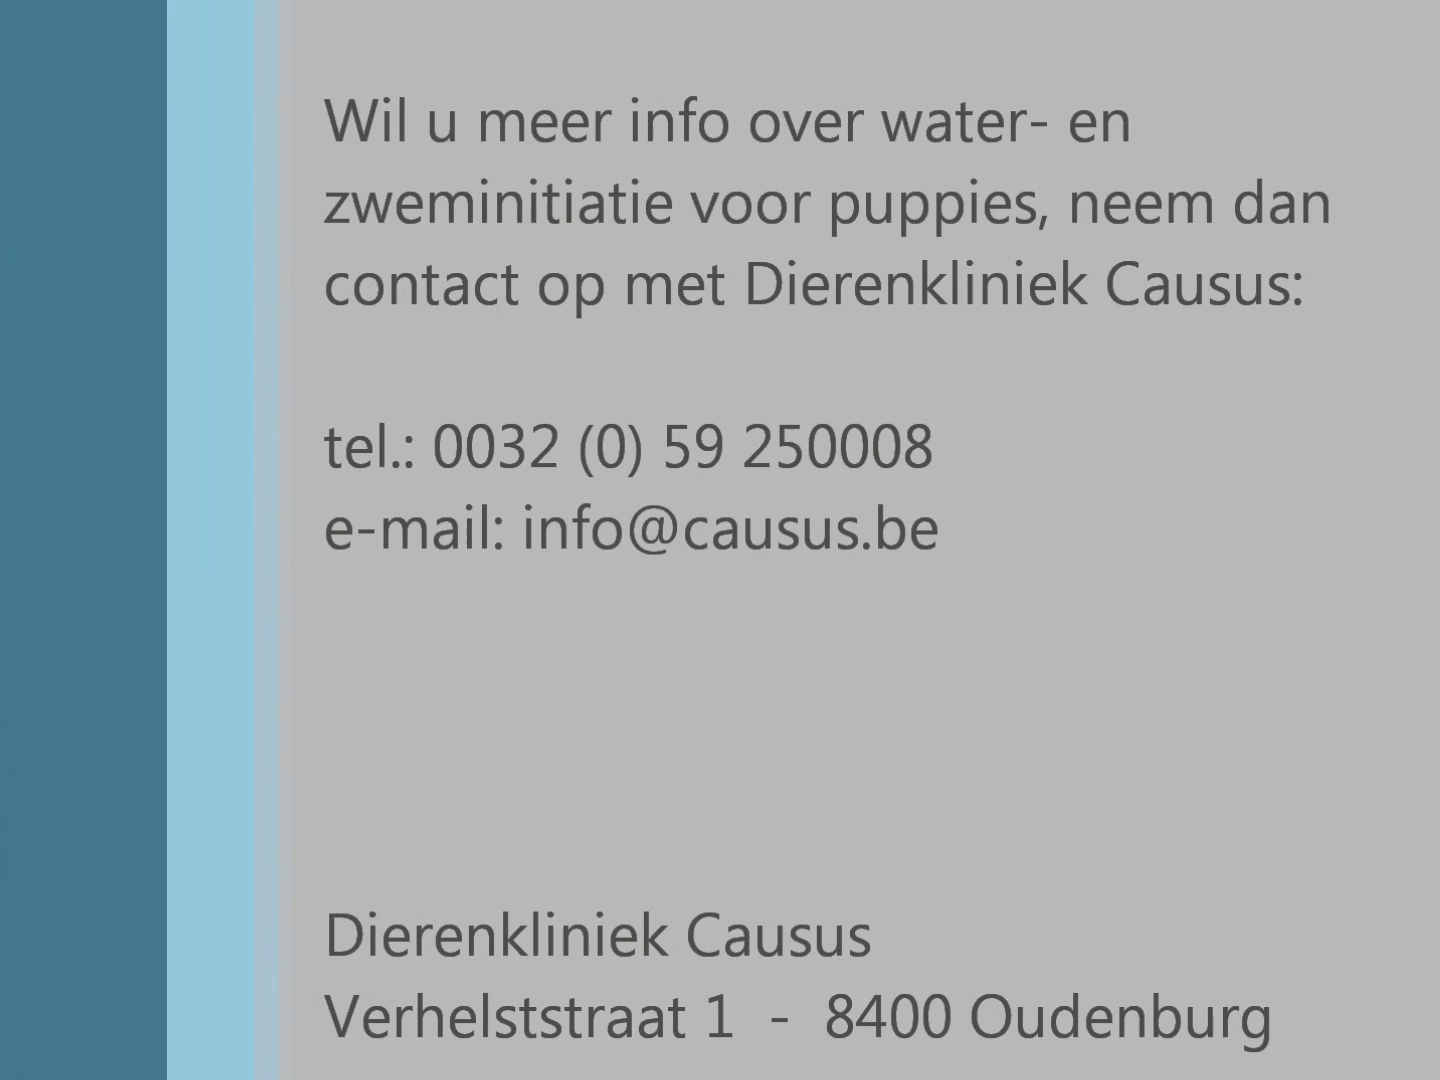 Wil u meer info over water- en
zweminitiatie voor puppies, neem dan
contact op met Dierenkliniek Causus:
tel.: 0032 (0) 59 250008
e-mail: info@causus.be
Dierenkliniek Causus
Verhelststraat 1  -  8400 Oudenburg